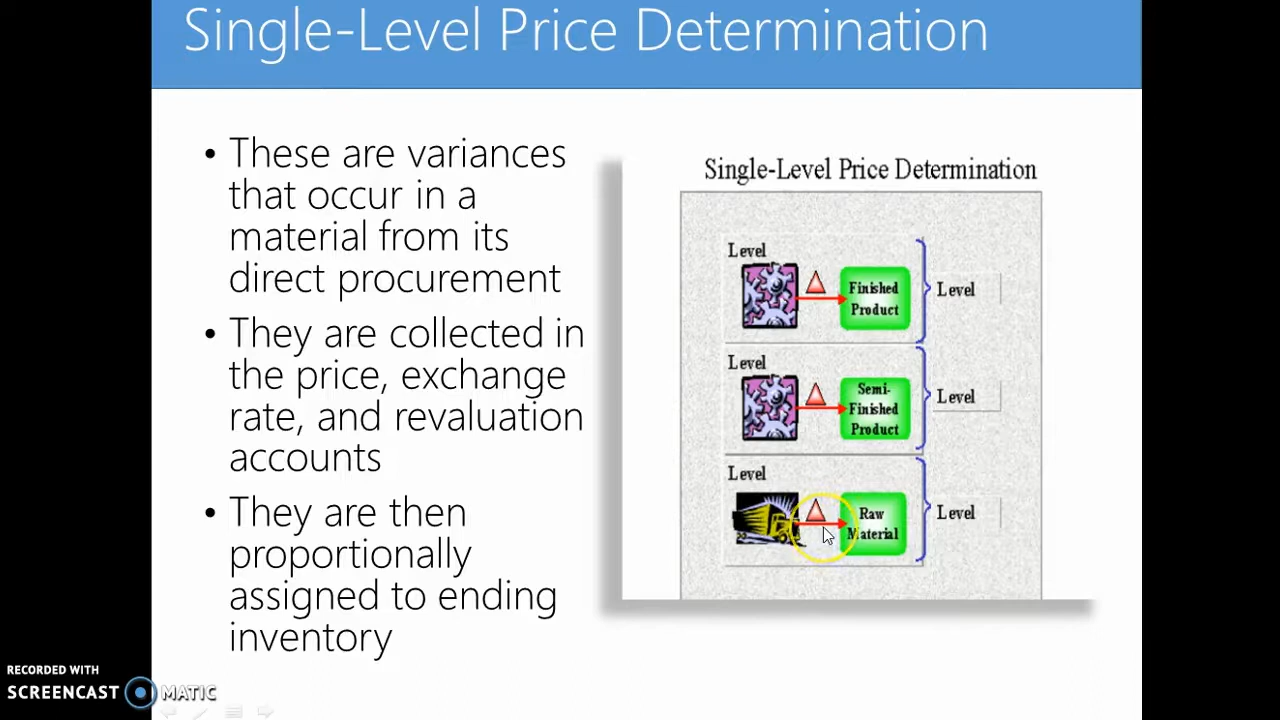 Single-Level Price Determination
• These are variances
that occur in a
material from its
direct procurement
• They are collected in
the price, exchange
rate, and revaluation
accounts
• They are then
proportionally
assigned to ending
inventory
Single-Level Price Determination
Level
Finished
Product
Level
Level
Semi-
Finished
Product
Level
Level
Raw
Material
Level
RECORDED WITH
SCREENCAST MATIC